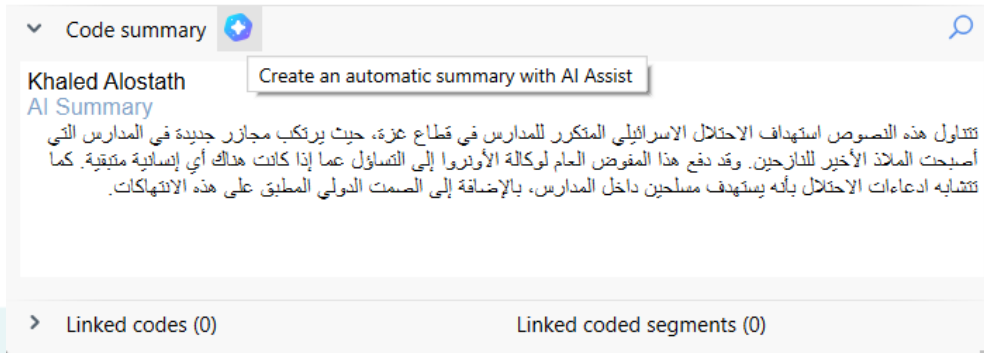 Code summary
Create an automatic summary with AI Assist
Khaled Alostath
AI Summary
تتناول هذه النصوص استهداف الاحتلال الاسرائيلي المتكرر للمدارس في قطاع غزة، حيث يرتكب مجازر جديدة في المدارس التي
أصبحت الملاذ الأخير للنازحين. وقد دفع هذا المفوض العام لوكالة الأونروا إلى التساؤل عما إذا كانت هناك أي إنسانية متبقية. كما
تتشابه ادعاءات الاحتلال بأنه يستهدف مسلحين داخل المدارس، بالإضافة إلى الصمت الدولي المطبق على هذه الانتهاكات.
Linked codes (0)
Linked coded segments (0)